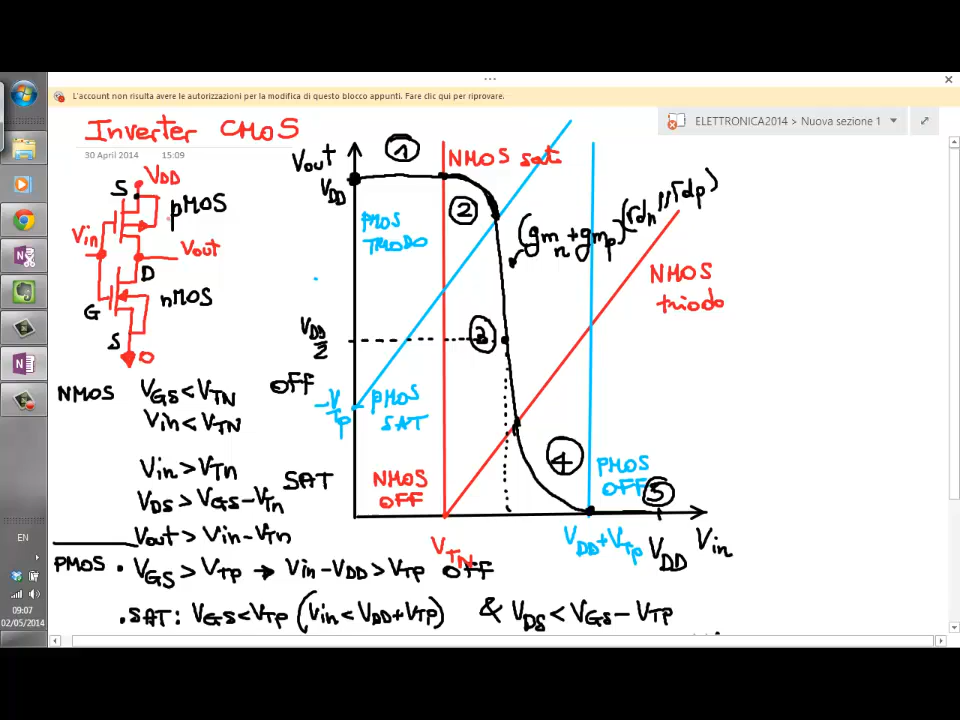 L'account non risulta avere le autorizzazioni per la modifica di questo blocco appunti. Fare clic qui per riprovare.
ELETTRONICA2014 > Nuova sezione 1
Inverter CMOS
30 April 2014 15:09
VDD
S
pMOS
Vin
Vout
D
nMOS
G
S
0
Vout
VDD
1
NMOS sat.
2
PMOS
TRIODO
(gmn+gmp)(rdn//rdp)
NMOS
triodo
VDD/2
3
-VTp
pMOS
SAT
4
NMOS
OFF
PMOS
OFF
5
VTN
VDD+VTp
VDD
Vin
NMOS VGS<VTN OFF
Vin<VTN
Vin>VTn
SAT
VDS>VGS-VTn
Vout>Vin-VTn
PMOS . VGS>VTp → Vin-VDD>VTp OFF
.SAT: VGS<VTP (Vin<VDD+VTP) & VDS<VGS-VTP
EN
09:07
02/05/2014